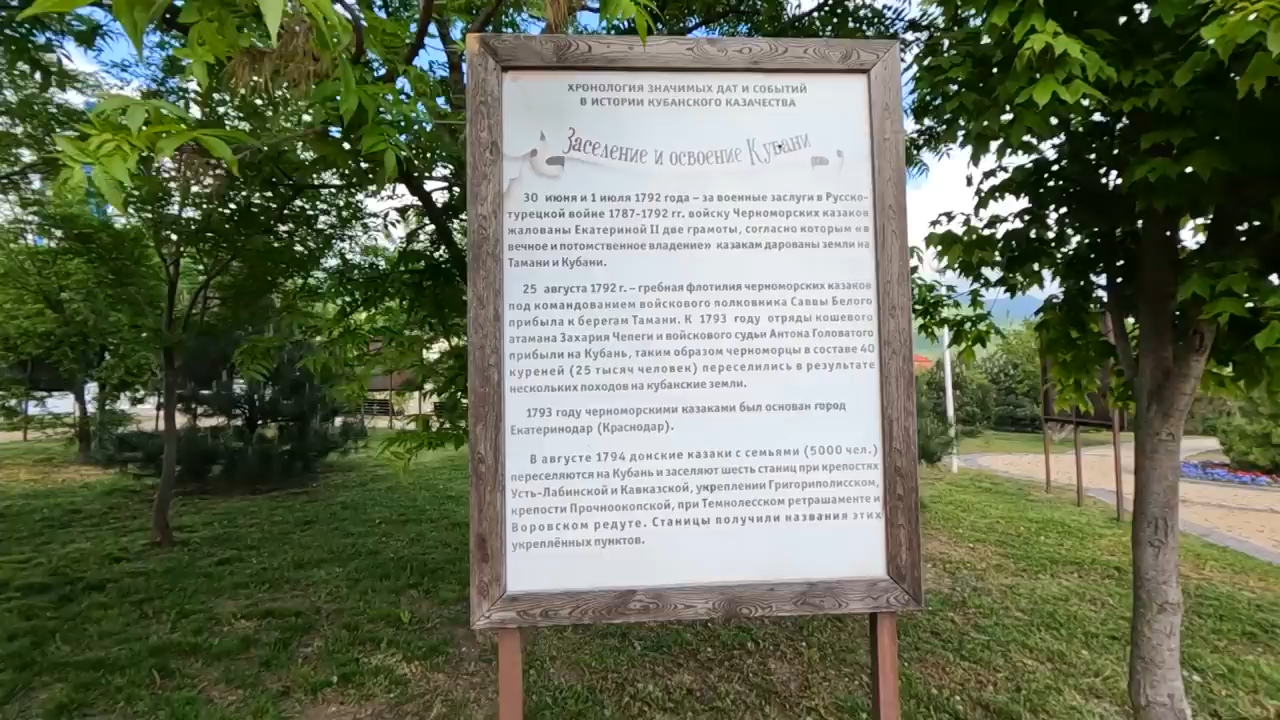 ХРОНОЛОГИЯ ЗНАЧИМЫХ ДАТ И СОБЫТИЙ
В ИСТОРИИ КУБАНСКОГО КАЗАЧЕСТВА
Заселение и освоение Кубани
30 июня и 1 июля 1792 года – за военные заслуги в Русско-
турецкой войне 1787-1792 гг. войску Черноморских казаков
жалованы Екатериной II две грамоты, согласно которым «в
вечное и потомственное владение» казакам дарованы земли на
Тамани и Кубани.
25 августа 1792 г. – гребная флотилия черноморских казаков
под командованием войскового полковника Саввы Белого
прибыла к берегам Тамани. К 1793 году отряды кошевого
атамана Захария Чепеги и войскового судьи Антона Головатого
прибыли на Кубань, таким образом черноморцы в составе 40
куреней (25 тысяч человек) переселились в результате
нескольких походов на кубанские земли.
1793 году черноморскими казаками был основан город
Екатеринодар (Краснодар).
В августе 1794 донские казаки с семьями (5000 чел.)
переселяются на Кубань и заселяют шесть станиц при крепостях
Усть-Лабинской и Кавказской, укреплении Григориполисском,
крепости Прочноокопской, при Темнолесском ретрашаменте и
Воровском редуте. Станицы получили названия этих
укреплённых пунктов.